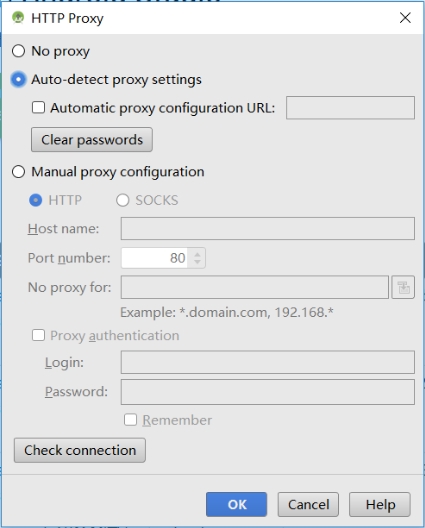 HTTP Proxy
No proxy
Auto-detect proxy settings
Automatic proxy configuration URL:
Clear passwords
Manual proxy configuration
HTTP SOCKS
Host name:
Port number: 80
No proxy for:
Example: *.domain.com, 192.168.*
Proxy authentication
Login:
Password:
Remember
Check connection
OK Cancel Help